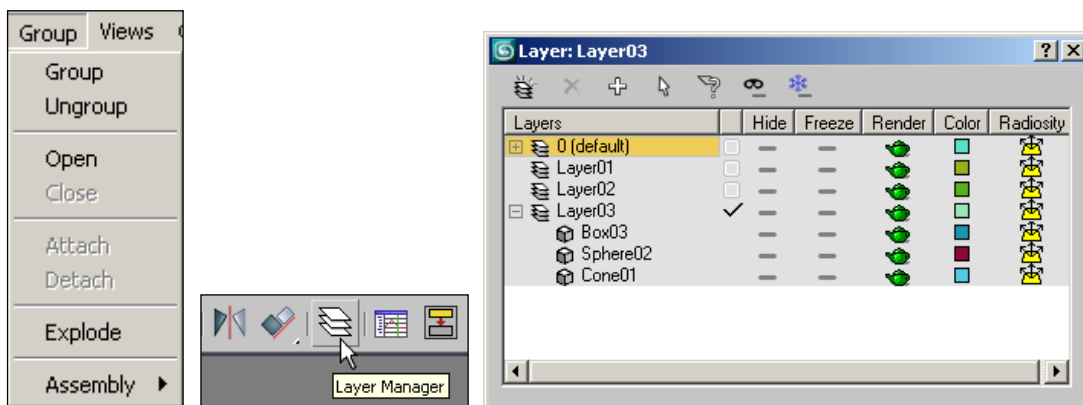 Group Views
Group
Ungroup
Open
Close
Attach
Detach
Explode
Assembly
Layer Manager
Layer: Layer03
Layers Hide Freeze Render Color Radiosity
0 (default)
Layer01
Layer02
Layer03
Box03
Sphere02
Cone01